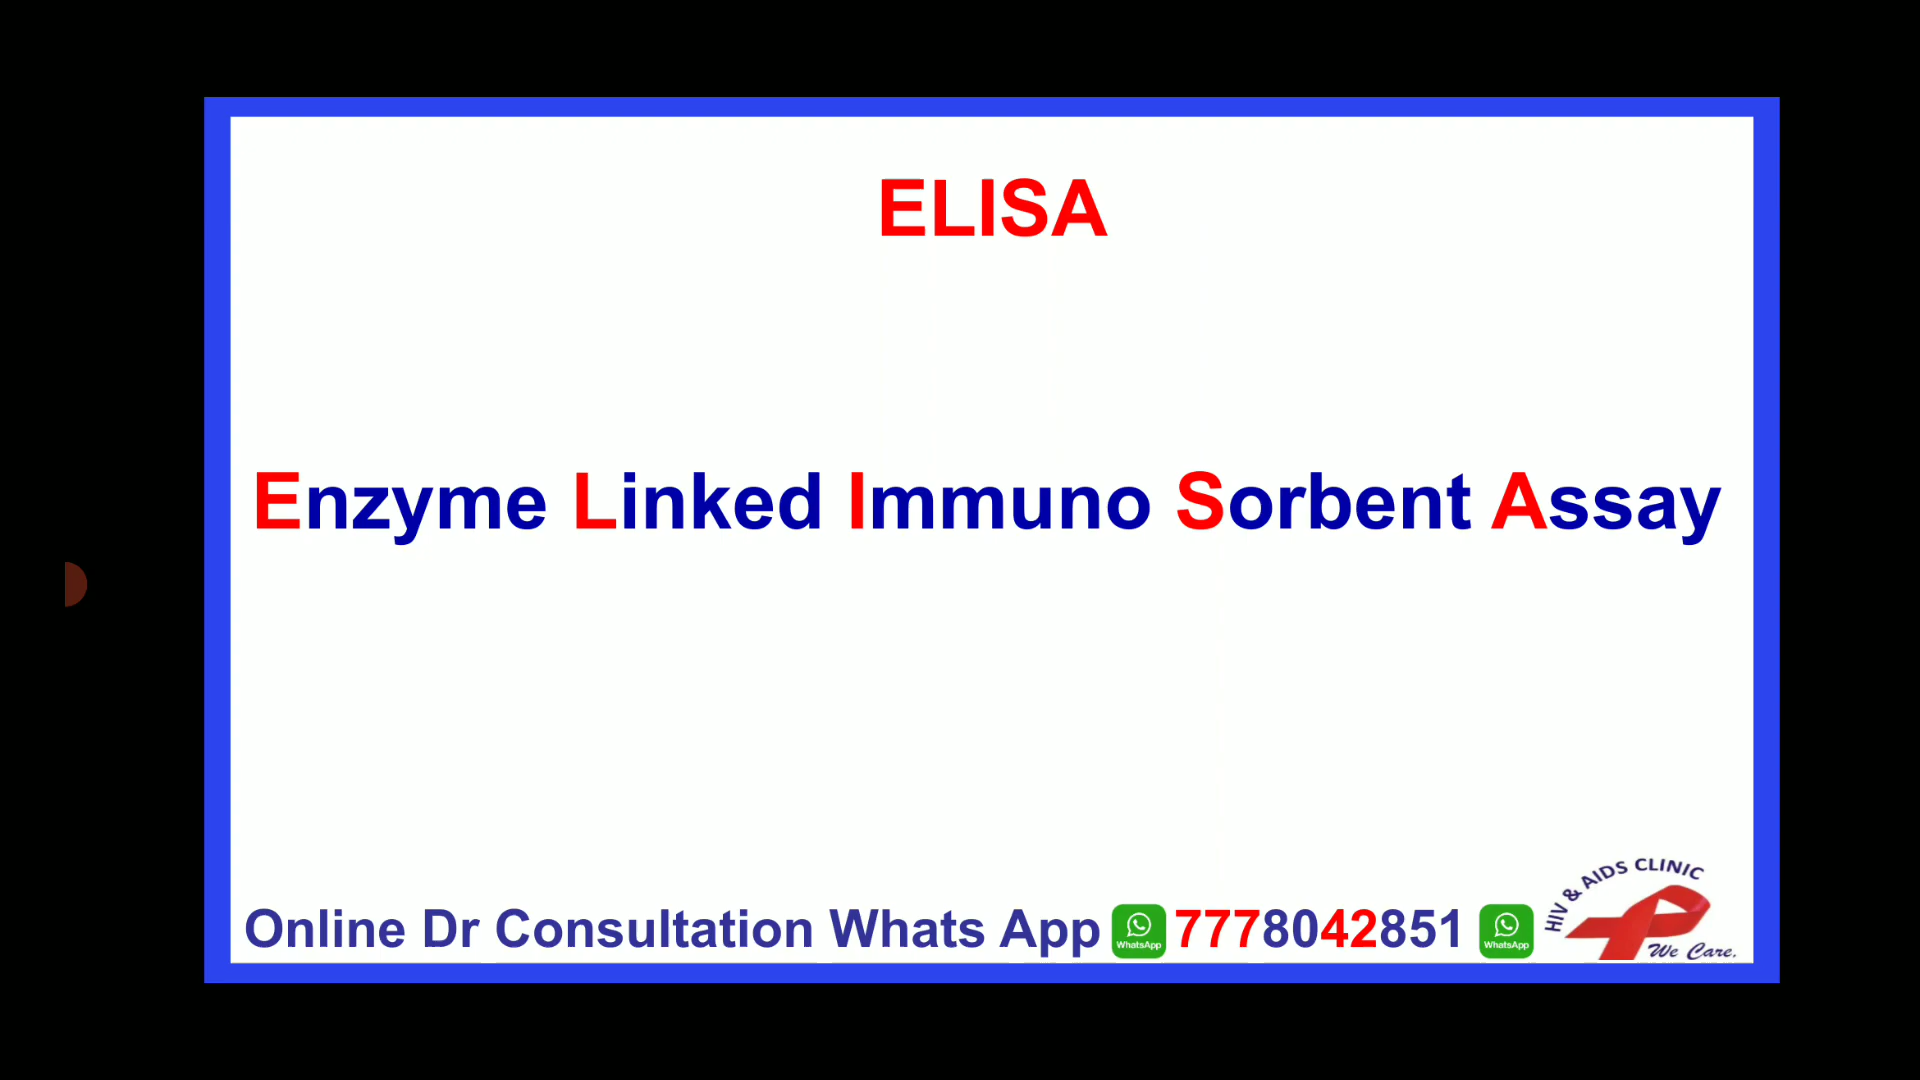 ELISA
Enzyme Linked Immuno Sorbent Assay
Online Dr Consultation Whats App WhatsApp 7778042851 WhatsApp
HIV & AIDS CLINIC
We Care.